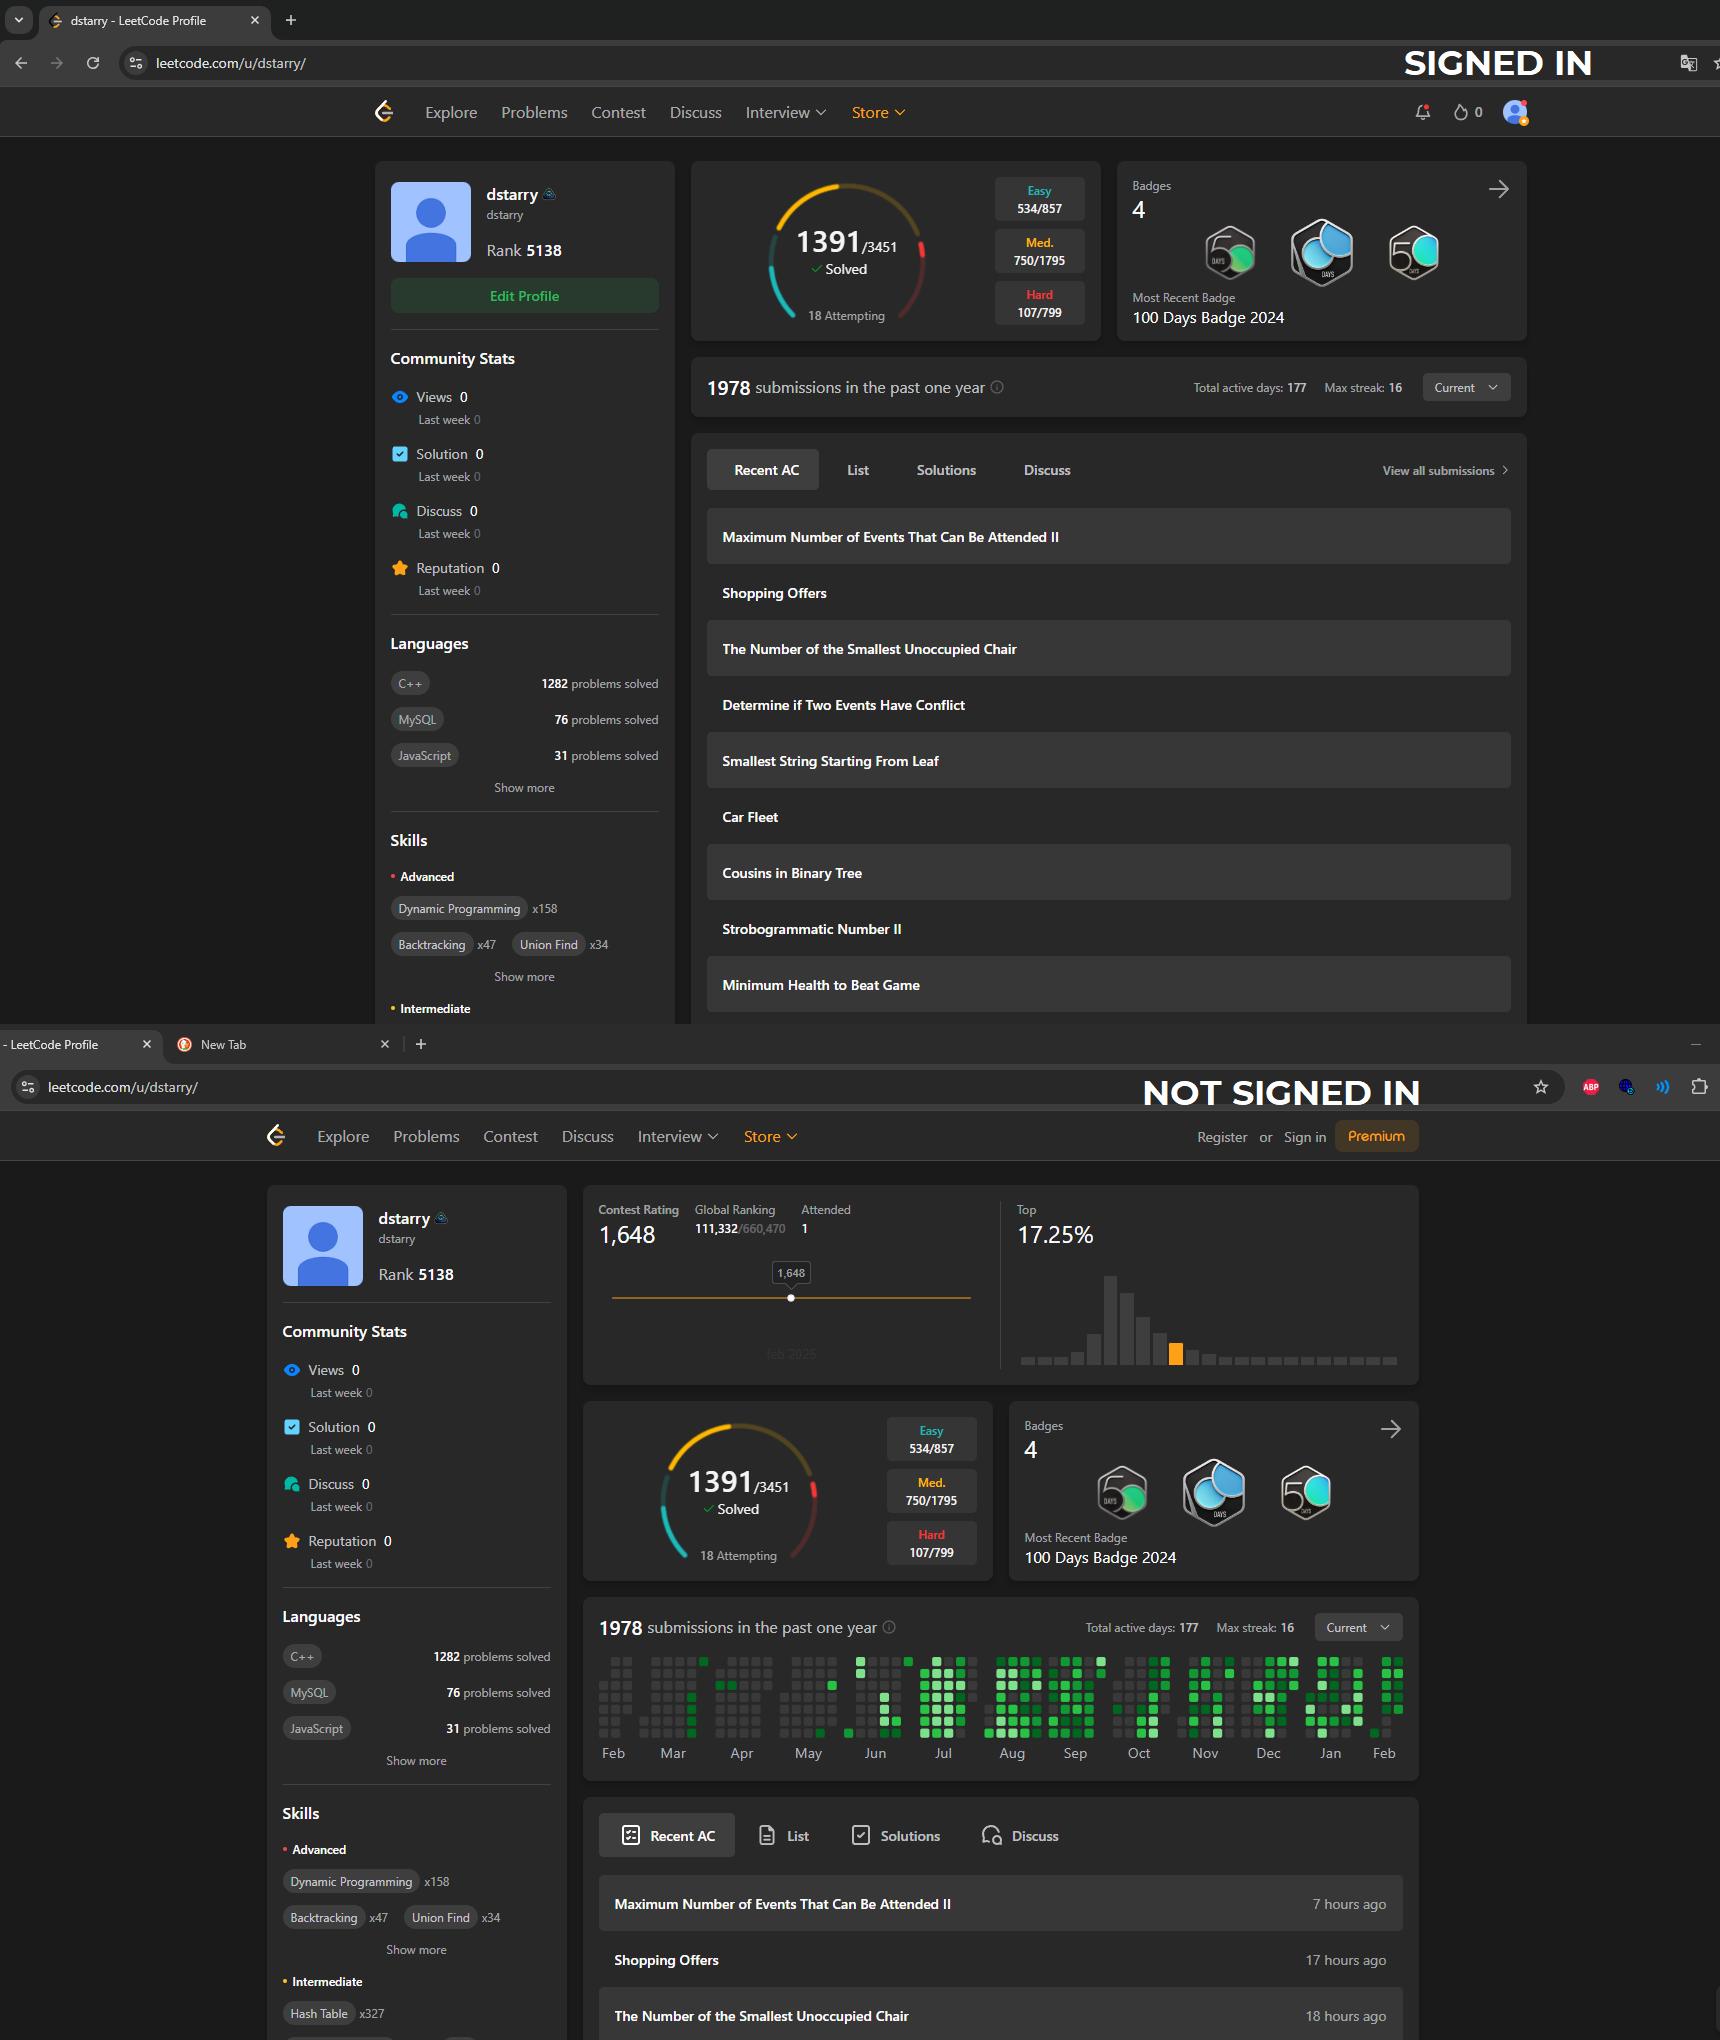 dstarry - LeetCode Profile
leetcode.com/u/dstarry/
SIGNED IN
Explore Problems Contest Discuss Interview Store
0
dstarry
dstarry
Rank 5138
Edit Profile
Community Stats
Views 0
Last week 0
Solution 0
Last week 0
Discuss 0
Last week 0
Reputation 0
Last week 0
Languages
C++ 1282 problems solved
MySQL 76 problems solved
JavaScript 31 problems solved
Show more
Skills
Advanced
Dynamic Programming x158
Backtracking x47 Union Find x34
Show more
Intermediate
1391/3451
Solved
18 Attempting
Easy
534/857
Med.
750/1795
Hard
107/799
Badges
4
50 DAYS DAYS 50 DAYS
Most Recent Badge
100 Days Badge 2024
1978 submissions in the past one year
Total active days: 177 Max streak: 16 Current
Recent AC List Solutions Discuss View all submissions
Maximum Number of Events That Can Be Attended II
Shopping Offers
The Number of the Smallest Unoccupied Chair
Determine if Two Events Have Conflict
Smallest String Starting From Leaf
Car Fleet
Cousins in Binary Tree
Strobogrammatic Number II
Minimum Health to Beat Game
- LeetCode Profile New Tab
leetcode.com/u/dstarry/
NOT SIGNED IN
ABP
Explore Problems Contest Discuss Interview Store
Register or Sign in Premium
dstarry
dstarry
Rank 5138
Community Stats
Views 0
Last week 0
Solution 0
Last week 0
Discuss 0
Last week 0
Reputation 0
Last week 0
Languages
C++ 1282 problems solved
MySQL 76 problems solved
JavaScript 31 problems solved
Show more
Skills
Advanced
Dynamic Programming x158
Backtracking x47 Union Find x34
Show more
Intermediate
Hash Table x327
Contest Rating Global Ranking Attended
1,648 111,332/660,470 1
1,648
feb 2025
Top
17.25%
1391/3451
Solved
18 Attempting
Easy
534/857
Med.
750/1795
Hard
107/799
Badges
4
50 DAYS DAYS 50 DAYS
Most Recent Badge
100 Days Badge 2024
1978 submissions in the past one year
Total active days: 177 Max streak: 16 Current
Feb Mar Apr May Jun Jul Aug Sep Oct Nov Dec Jan Feb
Recent AC List Solutions Discuss
Maximum Number of Events That Can Be Attended II 7 hours ago
Shopping Offers 17 hours ago
The Number of the Smallest Unoccupied Chair 18 hours ago